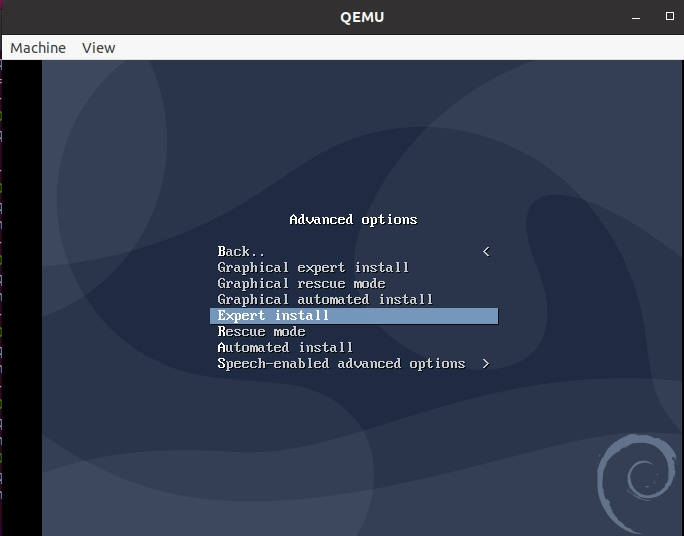 QEMU
Machine View
Advanced options
Back.. <
Graphical expert install
Graphical rescue mode
Graphical automated install
Expert install
Rescue mode
Automated install
Speech-enabled advanced options >